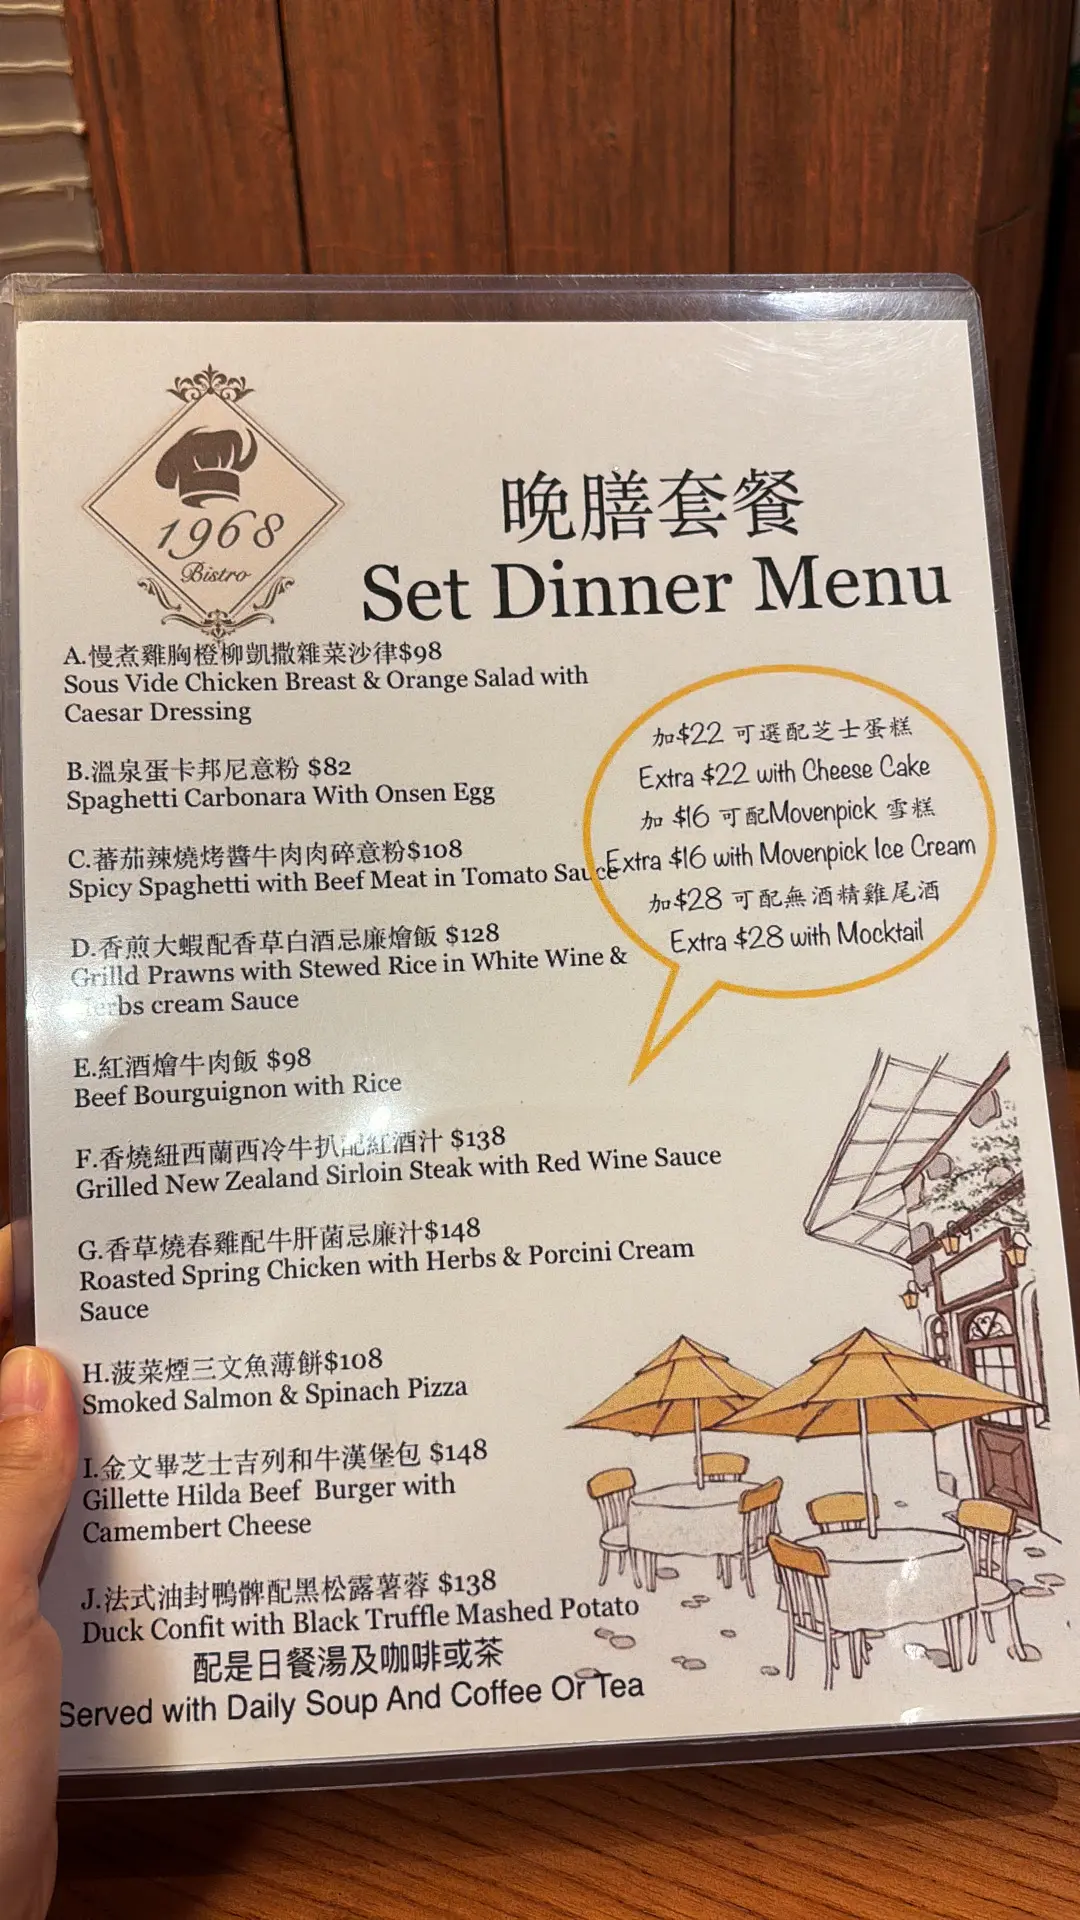 1968
Bistro
晚膳套餐
Set Dinner Menu
A.慢煮雞胸橙柳凱撒雜菜沙律$98
Sous Vide Chicken Breast & Orange Salad with
Caesar Dressing
B.溫泉蛋卡邦尼意粉 $82
Spaghetti Carbonara With Onsen Egg
C.蕃茄辣燒烤醬牛肉肉碎意粉$108
Spicy Spaghetti with Beef Meat in Tomato Sauce
D.香煎大蝦配香草白酒忌廉燴飯 $128
Grilld Prawns with Stewed Rice in White Wine &
Herbs cream Sauce
E.紅酒燴牛肉飯 $98
Beef Bourguignon with Rice
F.香燒紐西蘭西冷牛扒配紅酒汁 $138
Grilled New Zealand Sirloin Steak with Red Wine Sauce
G.香草燒春雞配牛肝菌忌廉汁$148
Roasted Spring Chicken with Herbs & Porcini Cream
Sauce
H.菠菜煙三文魚薄餅$108
Smoked Salmon & Spinach Pizza
I.金文畢芝士吉列和牛漢堡包 $148
Gillette Hilda Beef Burger with
Camembert Cheese
J.法式油封鴨髀配黑松露薯蓉 $138
Duck Confit with Black Truffle Mashed Potato
配是日餐湯及咖啡或茶
Served with Daily Soup And Coffee Or Tea
加$22 可選配芝士蛋糕
Extra $22 with Cheese Cake
加 $16 可配Movenpick 雪糕
Extra $16 with Movenpick Ice Cream
加$28 可配無酒精雞尾酒
Extra $28 with Mocktail